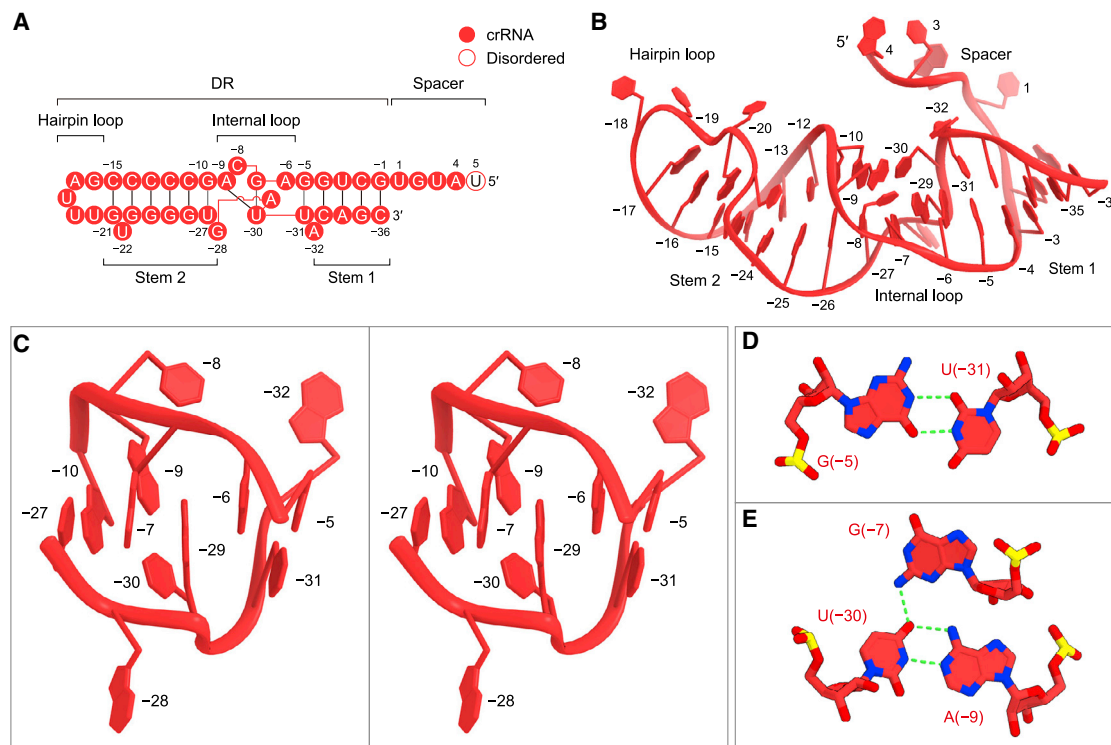 A
crRNA
Disordered
DR
Spacer
Hairpin loop
Internal loop
−8
−15
−10
−9
−6
−5
−1
1
4
5
C
A G C C C C C G A G A G G U C G U G U A U 5′
U
A
U U G G G G G U U U C A G C 3′
U
G
A
−21
−22
−27
−28
−30
−31
−32
−36
Stem 2
Stem 1
B
Hairpin loop
5′
4
3
Spacer
1
−18
−19
−20
−12
−13
−10
−32
−30
−29
−31
−9
−17
−16
−15
−8
−7
−27
−35
−3
−3
−24
−25
−26
−6
−5
−4
Stem 2
Internal loop
Stem 1
C
−8
−32
−10
−9
−6
−5
−27
−7
−29
−30
−31
−28
−8
−32
−10
−9
−6
−5
−27
−7
−29
−30
−31
−28
D
U(−31)
G(−5)
E
G(−7)
U(−30)
A(−9)